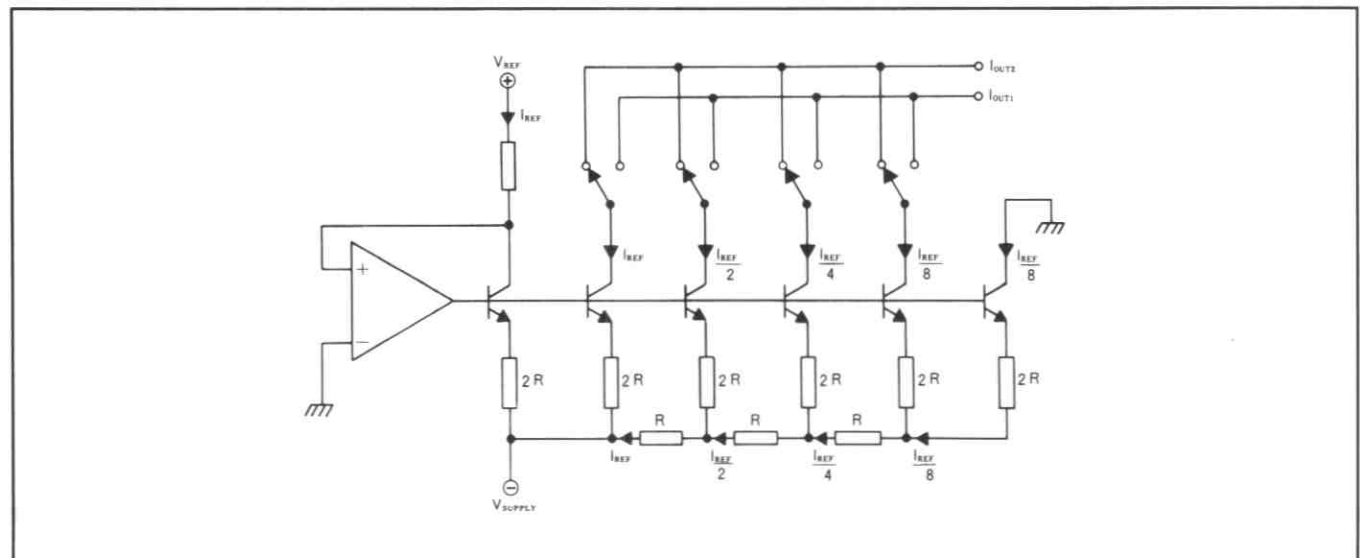 V_REF
I_OUT2
I_OUT1
I_REF
I_REF
I_REF/2
I_REF/4
I_REF/8
I_REF/8
+
−
2 R
2 R
2 R
2 R
2 R
2 R
R
R
R
I_REF
I_REF/2
I_REF/4
I_REF/8
V_SUPPLY